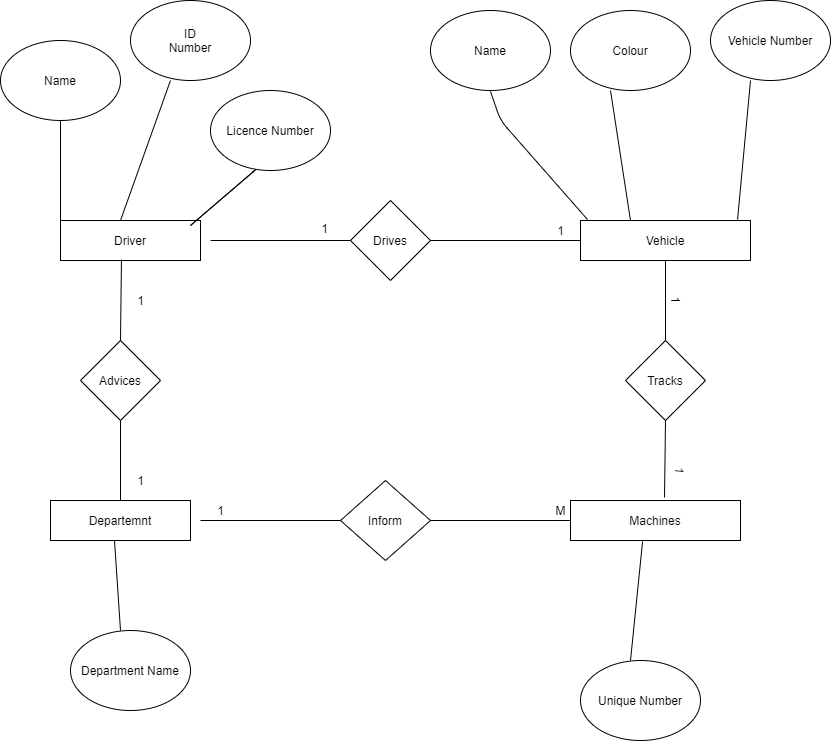 ID
Number
Name
Name
Colour
Vehicle Number
Licence Number
1
1
Driver
Drives
Vehicle
1
1
Advices
Tracks
1
1
1
M
Departemnt
Inform
Machines
Department Name
Unique Number